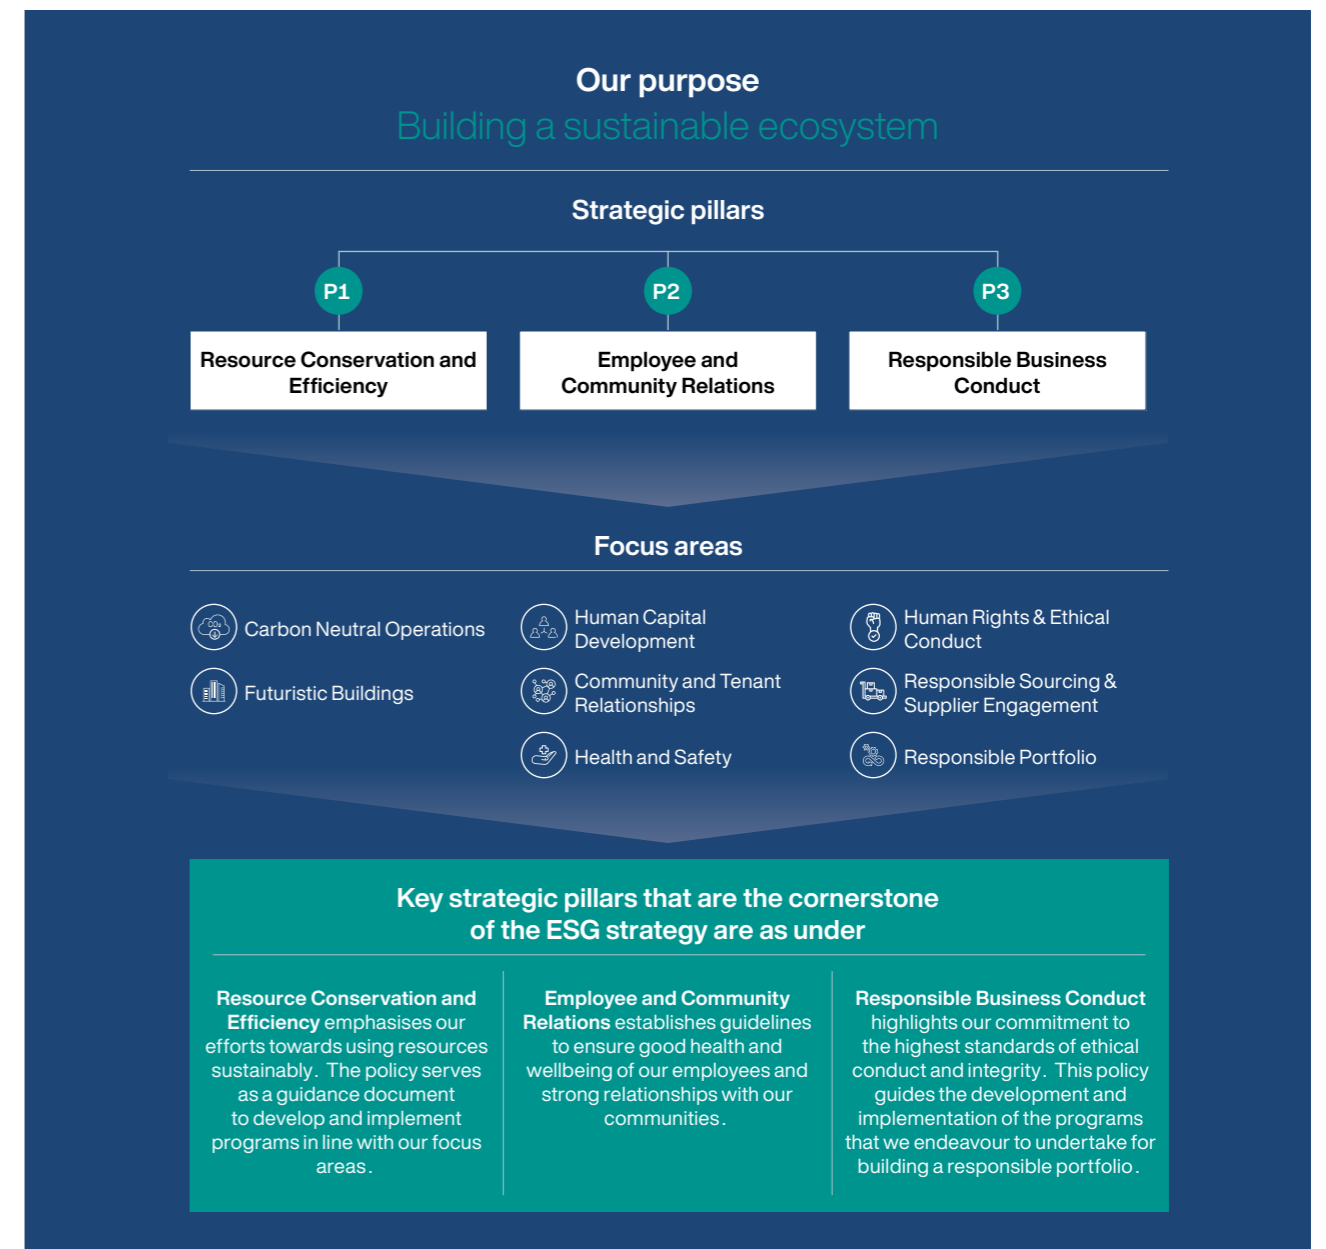 Our purpose
Building a sustainable ecosystem
Strategic pillars
P1
P2
P3
Resource Conservation and
Efficiency
Employee and
Community Relations
Responsible Business
Conduct
Focus areas
CO₂
Carbon Neutral Operations
Futuristic Buildings
Human Capital
Development
Community and Tenant
Relationships
Health and Safety
Human Rights & Ethical
Conduct
Responsible Sourcing &
Supplier Engagement
Responsible Portfolio
Key strategic pillars that are the cornerstone
of the ESG strategy are as under
Resource Conservation and
Efficiency emphasises our
efforts towards using resources
sustainably. The policy serves
as a guidance document
to develop and implement
programs in line with our focus
areas.
Employee and Community
Relations establishes guidelines
to ensure good health and
wellbeing of our employees and
strong relationships with our
communities.
Responsible Business Conduct
highlights our commitment to
the highest standards of ethical
conduct and integrity. This policy
guides the development and
implementation of the programs
that we endeavour to undertake for
building a responsible portfolio.